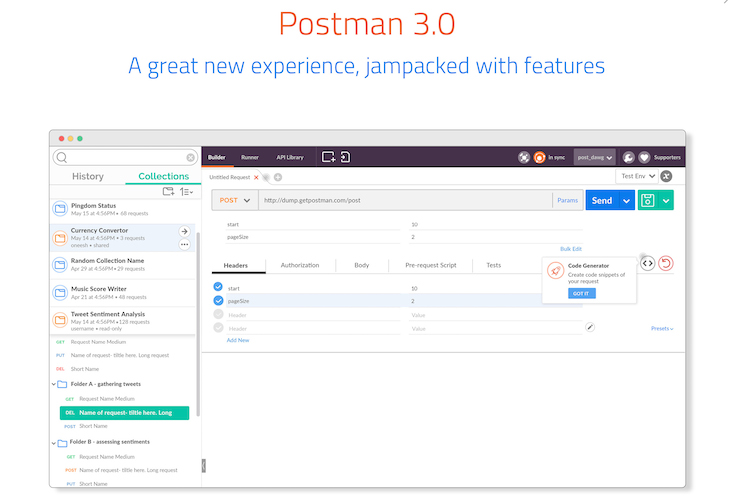 Postman 3.0
A great new experience, jampacked with features
Builder Runner API Library In sync post_dawg Supporters
History Collections
Untitled Request Test Env
Pingdom Status
May 15 at 4:56PM • 68 requests
Currency Convertor
May 14 at 4:56PM • 3 requests
oneesh • shared
Random Collection Name
Apr 29 at 4:56PM • 29 requests
Music Score Writer
Apr 21 at 4:56PM • 48 requests
Tweet Sentiment Analysis
May 14 at 4:56PM • 128 requests
username • read-only
GET Request Name Medium
PUT Name of request- tiltle here. Long request
DEL Short Name
Folder A - gathering tweets
GET Request Name Medium
DEL Name of request- tiltle here. Long
POST Short Name
Folder B - assessing sentiments
GET Request Name Medium
POST Name of request- tiltle here. Long request
PUT Short Name
POST http://dump.getpostman.com/post Params Send
start 10
pageSize 2
Bulk Edit
Headers Authorization Body Pre-request Script Tests
Code Generator
Create code snippets of
your request
GOT IT
start 10
pageSize 2
Header Value
Header Value
Presets
Add New